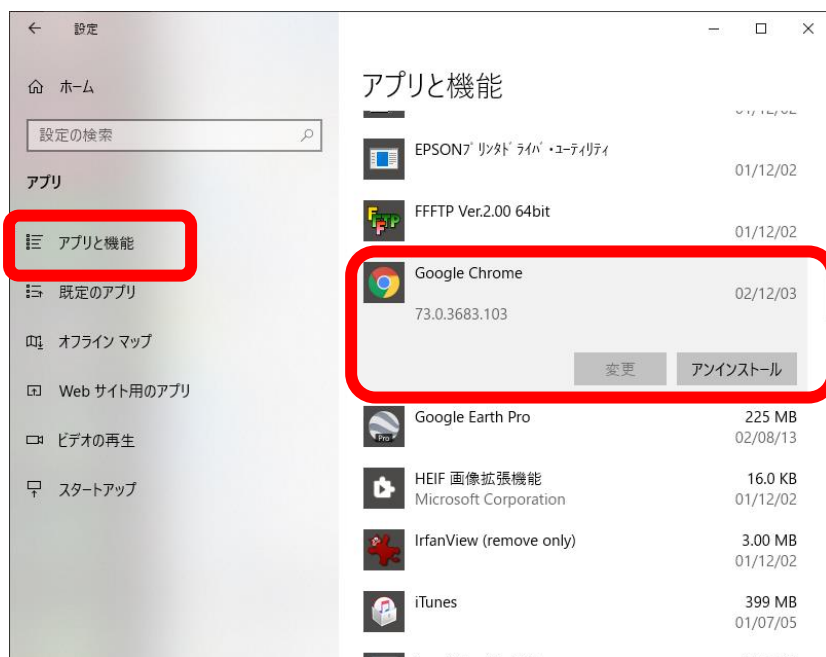 設定
ホーム
設定の検索
アプリ
アプリと機能
既定のアプリ
オフライン マップ
Web サイト用のアプリ
ビデオの再生
スタートアップ
アプリと機能
EPSONﾌﾟﾘﾝﾀﾄﾞﾗｲﾊﾞ・ﾕｰﾃｨﾘﾃｨ
01/12/02
FFFTP Ver.2.00 64bit
01/12/02
Google Chrome
02/12/03
73.0.3683.103
変更 アンインストール
Google Earth Pro 225 MB
02/08/13
HEIF 画像拡張機能 16.0 KB
Microsoft Corporation 01/12/02
IrfanView (remove only) 3.00 MB
01/12/02
iTunes 399 MB
01/07/05